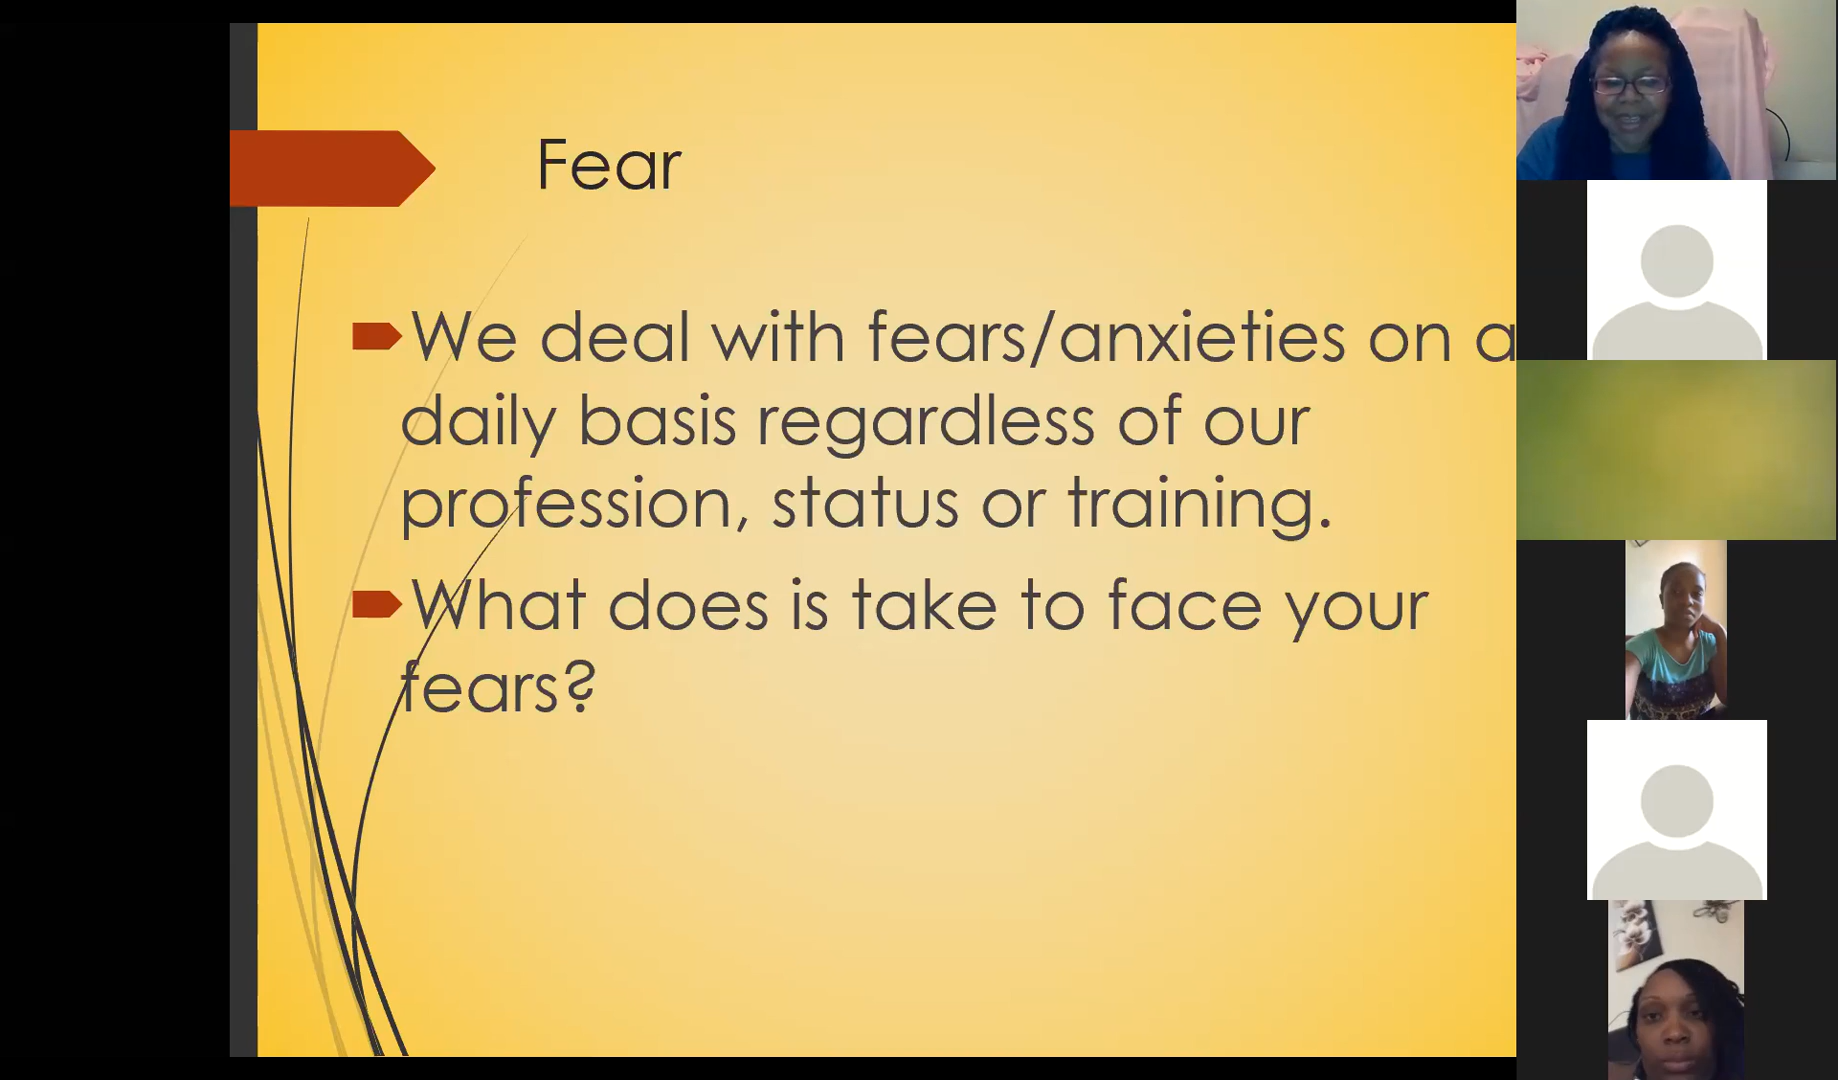 Fear
We deal with fears/anxieties on a
daily basis regardless of our
profession, status or training.
What does is take to face your
fears?